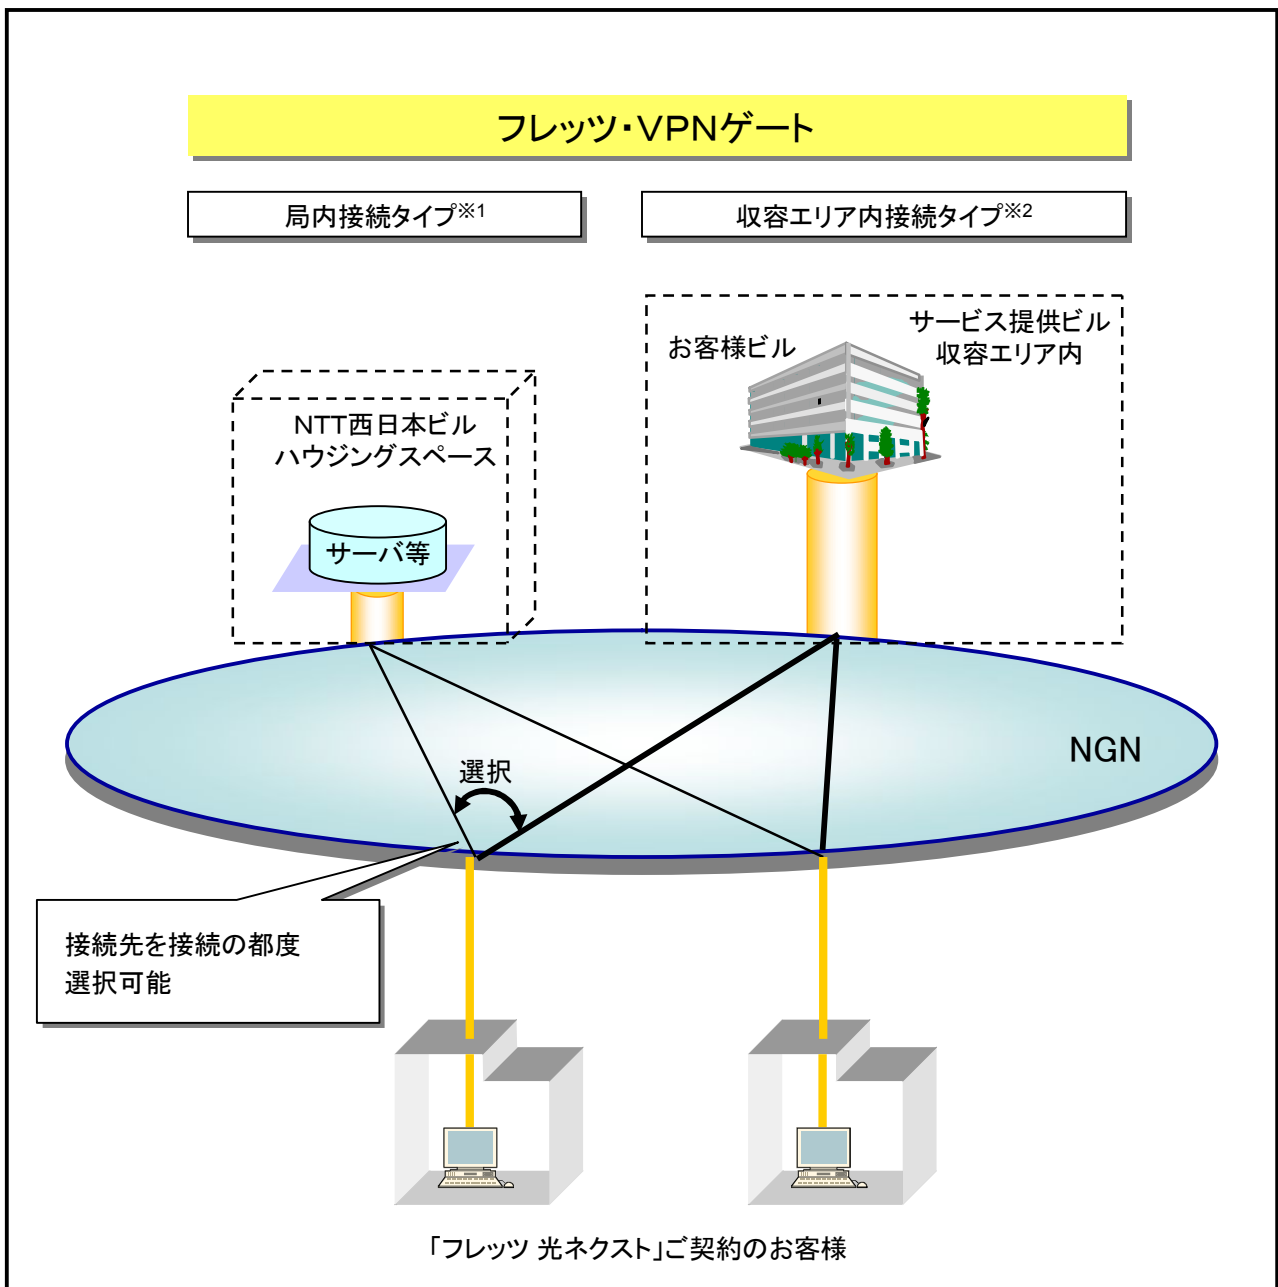 フレッツ・VPNゲート
局内接続タイプ※1
収容エリア内接続タイプ※2
お客様ビル
サービス提供ビル
収容エリア内
NTT西日本ビル
ハウジングスペース
サーバ等
NGN
選択
接続先を接続の都度
選択可能
「フレッツ 光ネクスト」ご契約のお客様